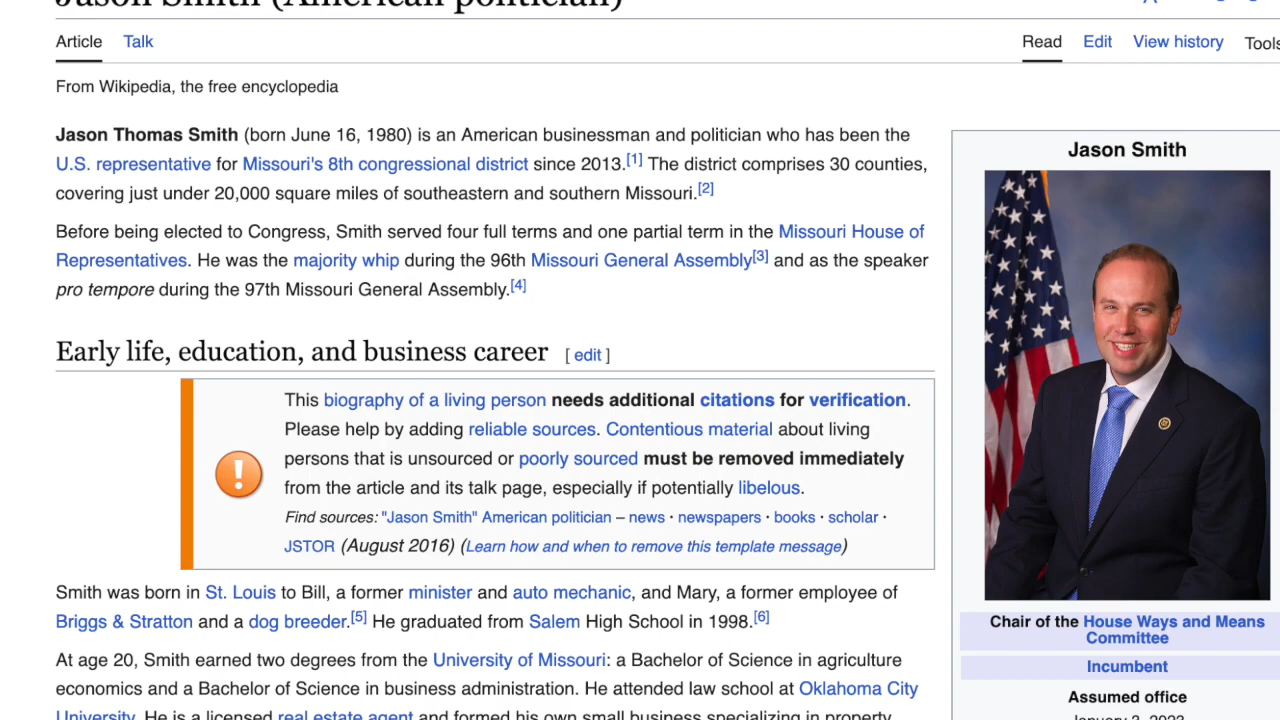 Jason Smith (American politician)
Article Talk Read Edit View history Tools
From Wikipedia, the free encyclopedia
Jason Thomas Smith (born June 16, 1980) is an American businessman and politician who has been the
U.S. representative for Missouri's 8th congressional district since 2013.[1] The district comprises 30 counties,
covering just under 20,000 square miles of southeastern and southern Missouri.[2]
Before being elected to Congress, Smith served four full terms and one partial term in the Missouri House of
Representatives. He was the majority whip during the 96th Missouri General Assembly[3] and as the speaker
pro tempore during the 97th Missouri General Assembly.[4]
Early life, education, and business career [ edit ]
This biography of a living person needs additional citations for verification.
Please help by adding reliable sources. Contentious material about living
persons that is unsourced or poorly sourced must be removed immediately
from the article and its talk page, especially if potentially libelous.
Find sources: "Jason Smith" American politician – news · newspapers · books · scholar ·
JSTOR (August 2016) (Learn how and when to remove this template message)
Smith was born in St. Louis to Bill, a former minister and auto mechanic, and Mary, a former employee of
Briggs & Stratton and a dog breeder.[5] He graduated from Salem High School in 1998.[6]
At age 20, Smith earned two degrees from the University of Missouri: a Bachelor of Science in agriculture
economics and a Bachelor of Science in business administration. He attended law school at Oklahoma City
University. He is a licensed real estate agent and formed his own small business specializing in property
Jason Smith
Chair of the House Ways and Means
Committee
Incumbent
Assumed office
January 3, 2023